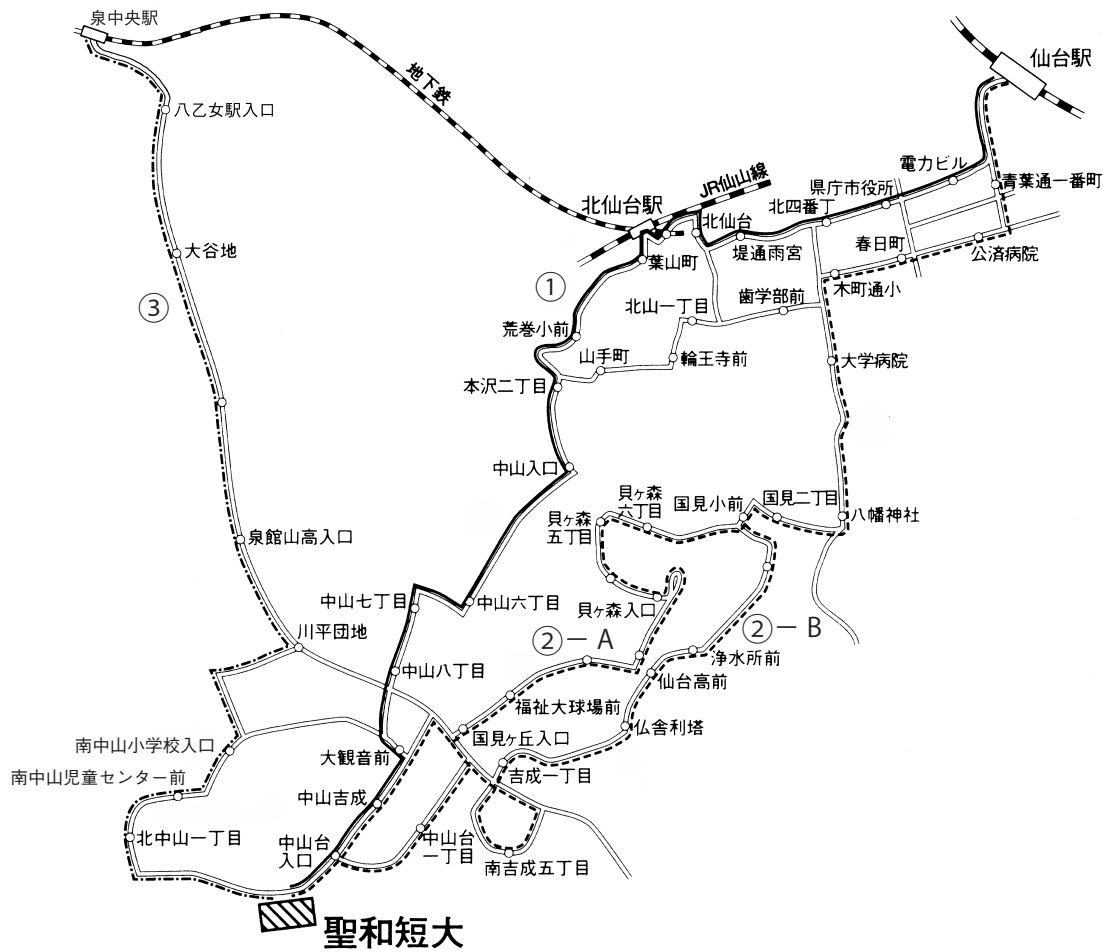 泉中央駅
仙台駅
地下鉄
八乙女駅入口
電力ビル
JR仙山線
県庁市役所
青葉通一番町
北仙台駅
北四番丁
北仙台
堤通雨宮
春日町
公済病院
大谷地
葉山町
①
木町通小
③
北山一丁目
歯学部前
荒巻小前
山手町
輪王寺前
大学病院
本沢二丁目
中山入口
貝ヶ森
六丁目
国見小前
国見二丁目
貝ヶ森
五丁目
八幡神社
泉館山高入口
中山七丁目
中山六丁目
貝ヶ森入口
川平団地
②－A
②－B
浄水所前
中山八丁目
仙台高前
福祉大球場前
仏舎利塔
南中山小学校入口
大観音前
国見ヶ丘入口
南中山児童センター前
吉成一丁目
中山吉成
北中山一丁目
中山台
入口
中山台
一丁目
南吉成五丁目
聖和短大